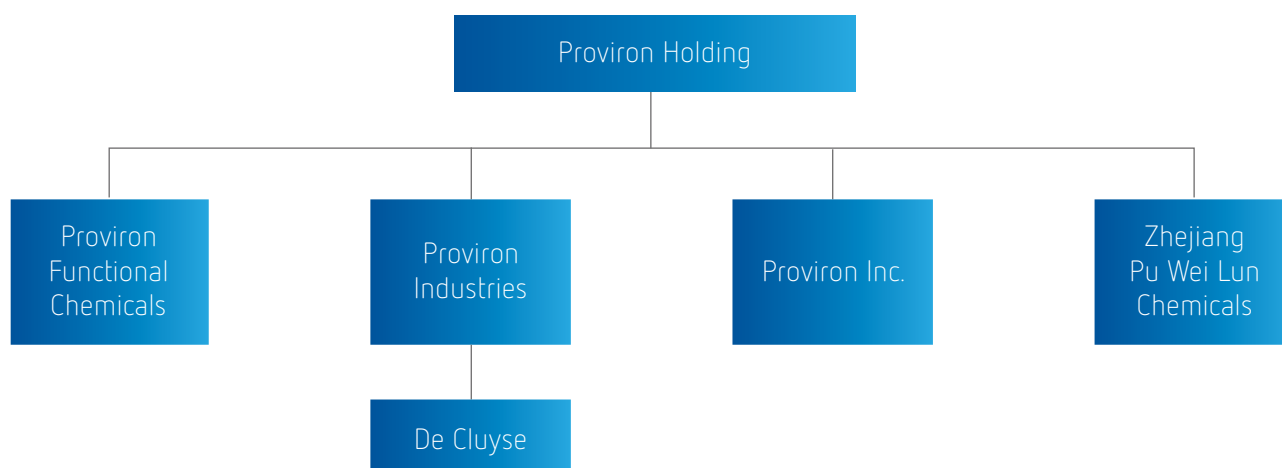 Proviron Holding
Proviron
Functional
Chemicals
Proviron
Industries
Proviron Inc.
Zhejiang
Pu Wei Lun
Chemicals
De Cluyse